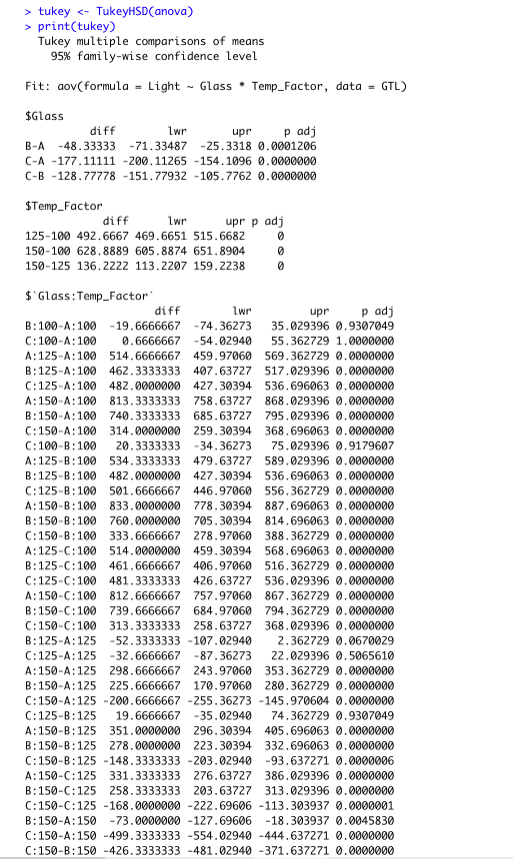 > tukey <- TukeyHSD(anova)
> print(tukey)
  Tukey multiple comparisons of means
    95% family-wise confidence level

Fit: aov(formula = Light ~ Glass * Temp_Factor, data = GTL)

$Glass
          diff       lwr       upr     p adj
B-A  -48.33333  -71.33487  -25.3318 0.0001206
C-A -177.11111 -200.11265 -154.1096 0.0000000
C-B -128.77778 -151.77932 -105.7762 0.0000000

$Temp_Factor
            diff      lwr      upr p adj
125-100 492.6667 469.6651 515.6682     0
150-100 628.8889 605.8874 651.8904     0
150-125 136.2222 113.2207 159.2238     0

$`Glass:Temp_Factor`
                    diff        lwr         upr     p adj
B:100-A:100  -19.6666667  -74.36273   35.029396 0.9307049
C:100-A:100    0.6666667  -54.02940   55.362729 1.0000000
A:125-A:100  514.6666667  459.97060  569.362729 0.0000000
B:125-A:100  462.3333333  407.63727  517.029396 0.0000000
C:125-A:100  482.0000000  427.30394  536.696063 0.0000000
A:150-A:100  813.3333333  758.63727  868.029396 0.0000000
B:150-A:100  740.3333333  685.63727  795.029396 0.0000000
C:150-A:100  314.0000000  259.30394  368.696063 0.0000000
C:100-B:100   20.3333333  -34.36273   75.029396 0.9179607
A:125-B:100  534.3333333  479.63727  589.029396 0.0000000
B:125-B:100  482.0000000  427.30394  536.696063 0.0000000
C:125-B:100  501.6666667  446.97060  556.362729 0.0000000
A:150-B:100  833.0000000  778.30394  887.696063 0.0000000
B:150-B:100  760.0000000  705.30394  814.696063 0.0000000
C:150-B:100  333.6666667  278.97060  388.362729 0.0000000
A:125-C:100  514.0000000  459.30394  568.696063 0.0000000
B:125-C:100  461.6666667  406.97060  516.362729 0.0000000
C:125-C:100  481.3333333  426.63727  536.029396 0.0000000
A:150-C:100  812.6666667  757.97060  867.362729 0.0000000
B:150-C:100  739.6666667  684.97060  794.362729 0.0000000
C:150-C:100  313.3333333  258.63727  368.029396 0.0000000
B:125-A:125  -52.3333333 -107.02940    2.362729 0.0670029
C:125-A:125  -32.6666667  -87.36273   22.029396 0.5065610
A:150-A:125  298.6666667  243.97060  353.362729 0.0000000
B:150-A:125  225.6666667  170.97060  280.362729 0.0000000
C:150-A:125 -200.6666667 -255.36273 -145.970604 0.0000000
C:125-B:125   19.6666667  -35.02940   74.362729 0.9307049
A:150-B:125  351.0000000  296.30394  405.696063 0.0000000
B:150-B:125  278.0000000  223.30394  332.696063 0.0000000
C:150-B:125 -148.3333333 -203.02940  -93.637271 0.0000006
A:150-C:125  331.3333333  276.63727  386.029396 0.0000000
B:150-C:125  258.3333333  203.63727  313.029396 0.0000000
C:150-C:125 -168.0000000 -222.69606 -113.303937 0.0000001
B:150-A:150  -73.0000000 -127.69606  -18.303937 0.0045830
C:150-A:150 -499.3333333 -554.02940 -444.637271 0.0000000
C:150-B:150 -426.3333333 -481.02940 -371.637271 0.0000000